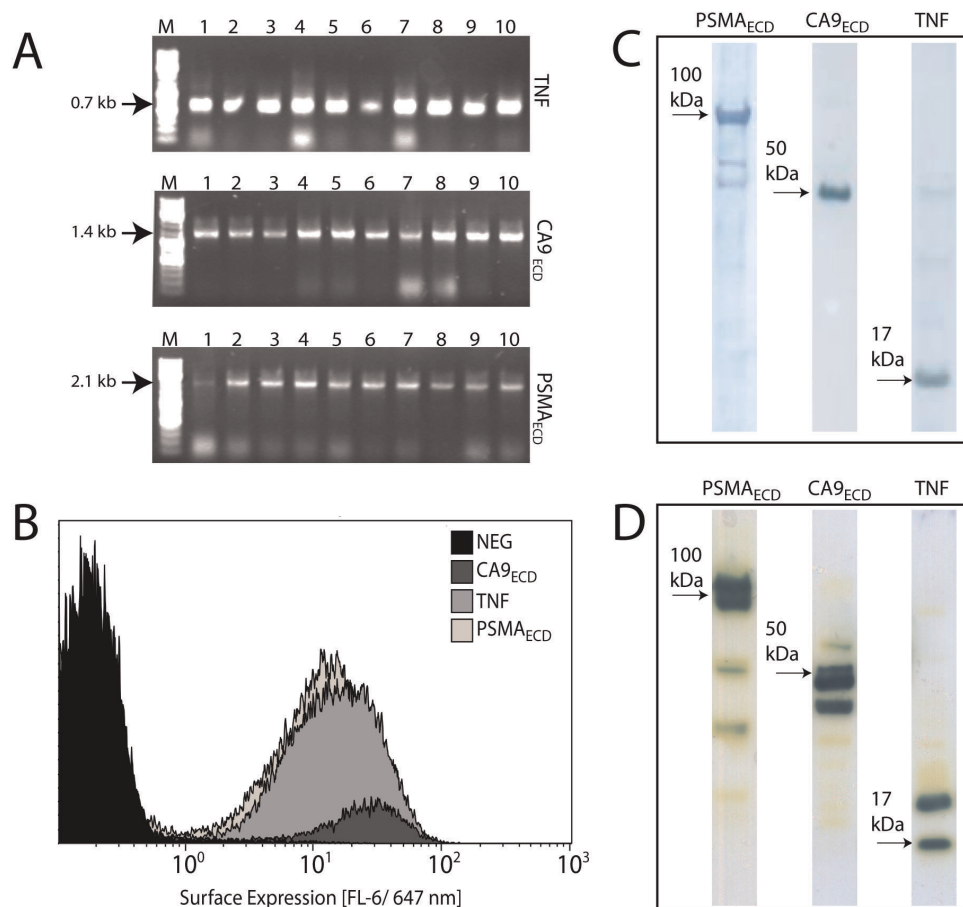 A
M 1 2 3 4 5 6 7 8 9 10
0.7 kb
TNF
M 1 2 3 4 5 6 7 8 9 10
1.4 kb
CA9ECD
M 1 2 3 4 5 6 7 8 9 10
2.1 kb
PSMAECD
B
NEG
CA9ECD
TNF
PSMAECD
10⁰ 10¹ 10² 10³
Surface Expression [FL-6/ 647 nm]
C
PSMAECD CA9ECD TNF
100
kDa
50
kDa
17
kDa
D
PSMAECD CA9ECD TNF
100
kDa
50
kDa
17
kDa